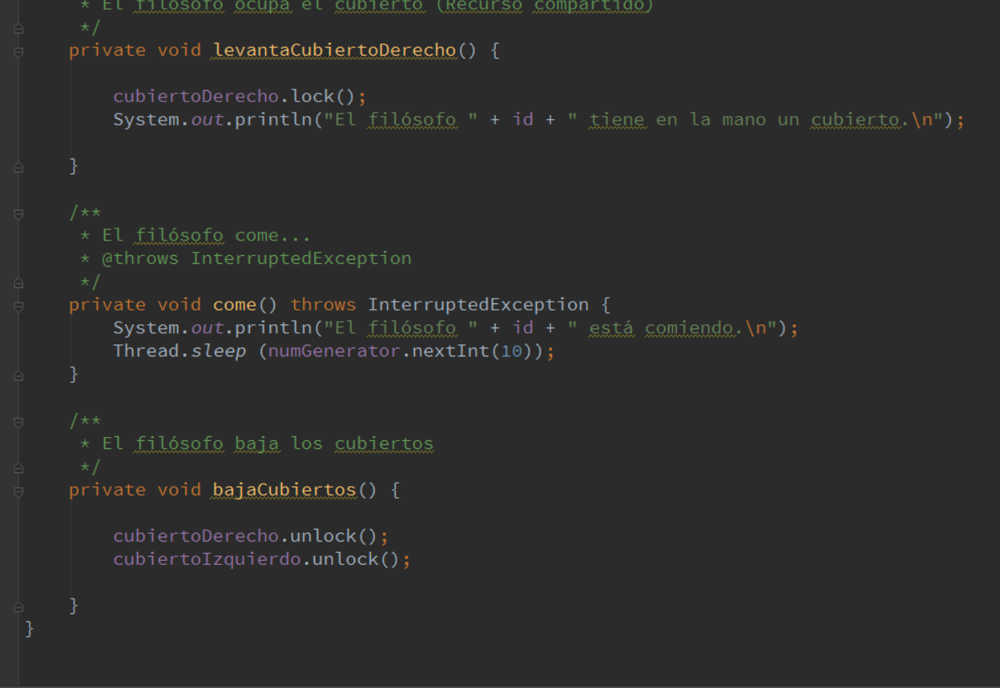 * El filósofo ocupa el cubierto (Recurso compartido)
*/
private void levantaCubiertoDerecho() {
cubiertoDerecho.lock();
System.out.println("El filósofo " + id + " tiene en la mano un cubierto.\n");
}
/**
* El filósofo come...
* @throws InterruptedException
*/
private void come() throws InterruptedException {
System.out.println("El filósofo " + id + " está comiendo.\n");
Thread.sleep (numGenerator.nextInt(10));
}
/**
* El filósofo baja los cubiertos
*/
private void bajaCubiertos() {
cubiertoDerecho.unlock();
cubiertoIzquierdo.unlock();
}
}